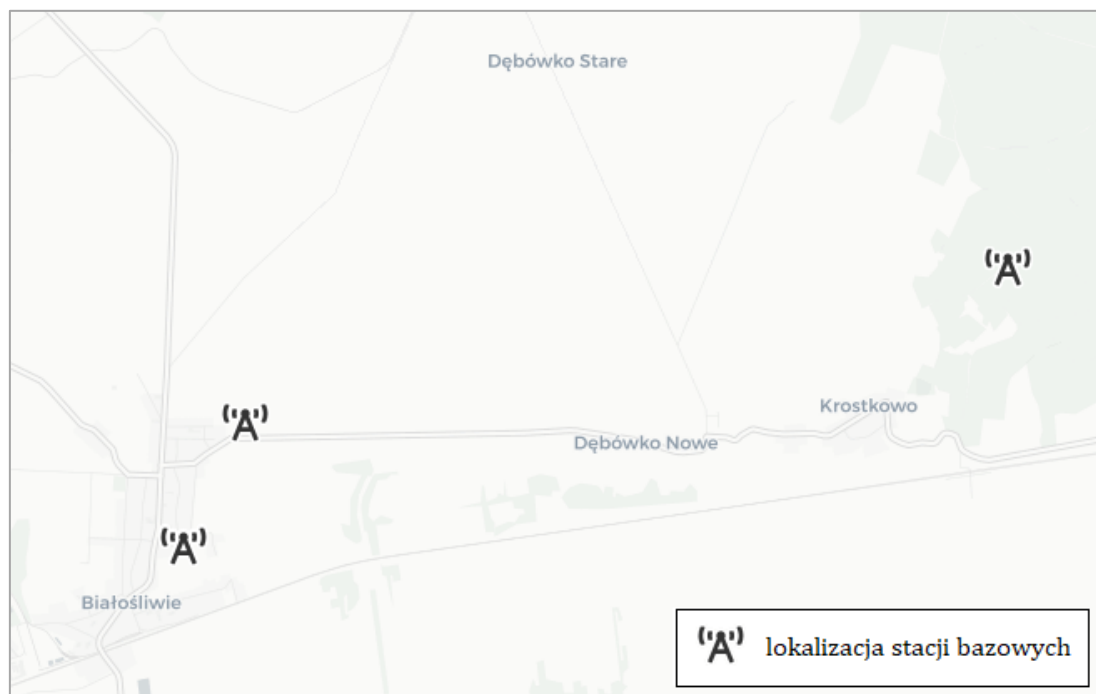 Dębówko Stare
Krostkowo
Dębówko Nowe
Białośliwie
lokalizacja stacji bazowych